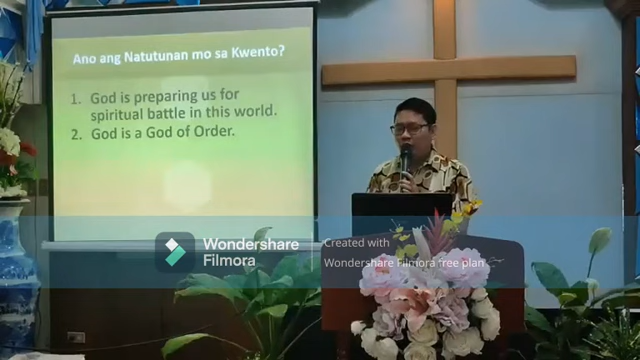 Ano ang Natutunan mo sa Kwento?
1. God is preparing us for
spiritual battle in this world.
2. God is a God of Order.
Wondershare
Filmora
Created with
Wondershare Filmora free plan